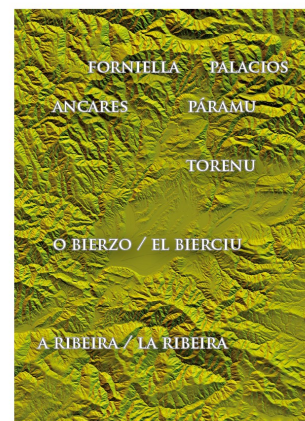 FORNIELLA PALACIOS
ANCARES PÁRAMU
TORENU
O BIERZO / EL BIERCIU
A RIBEIRA / LA RIBEIRA